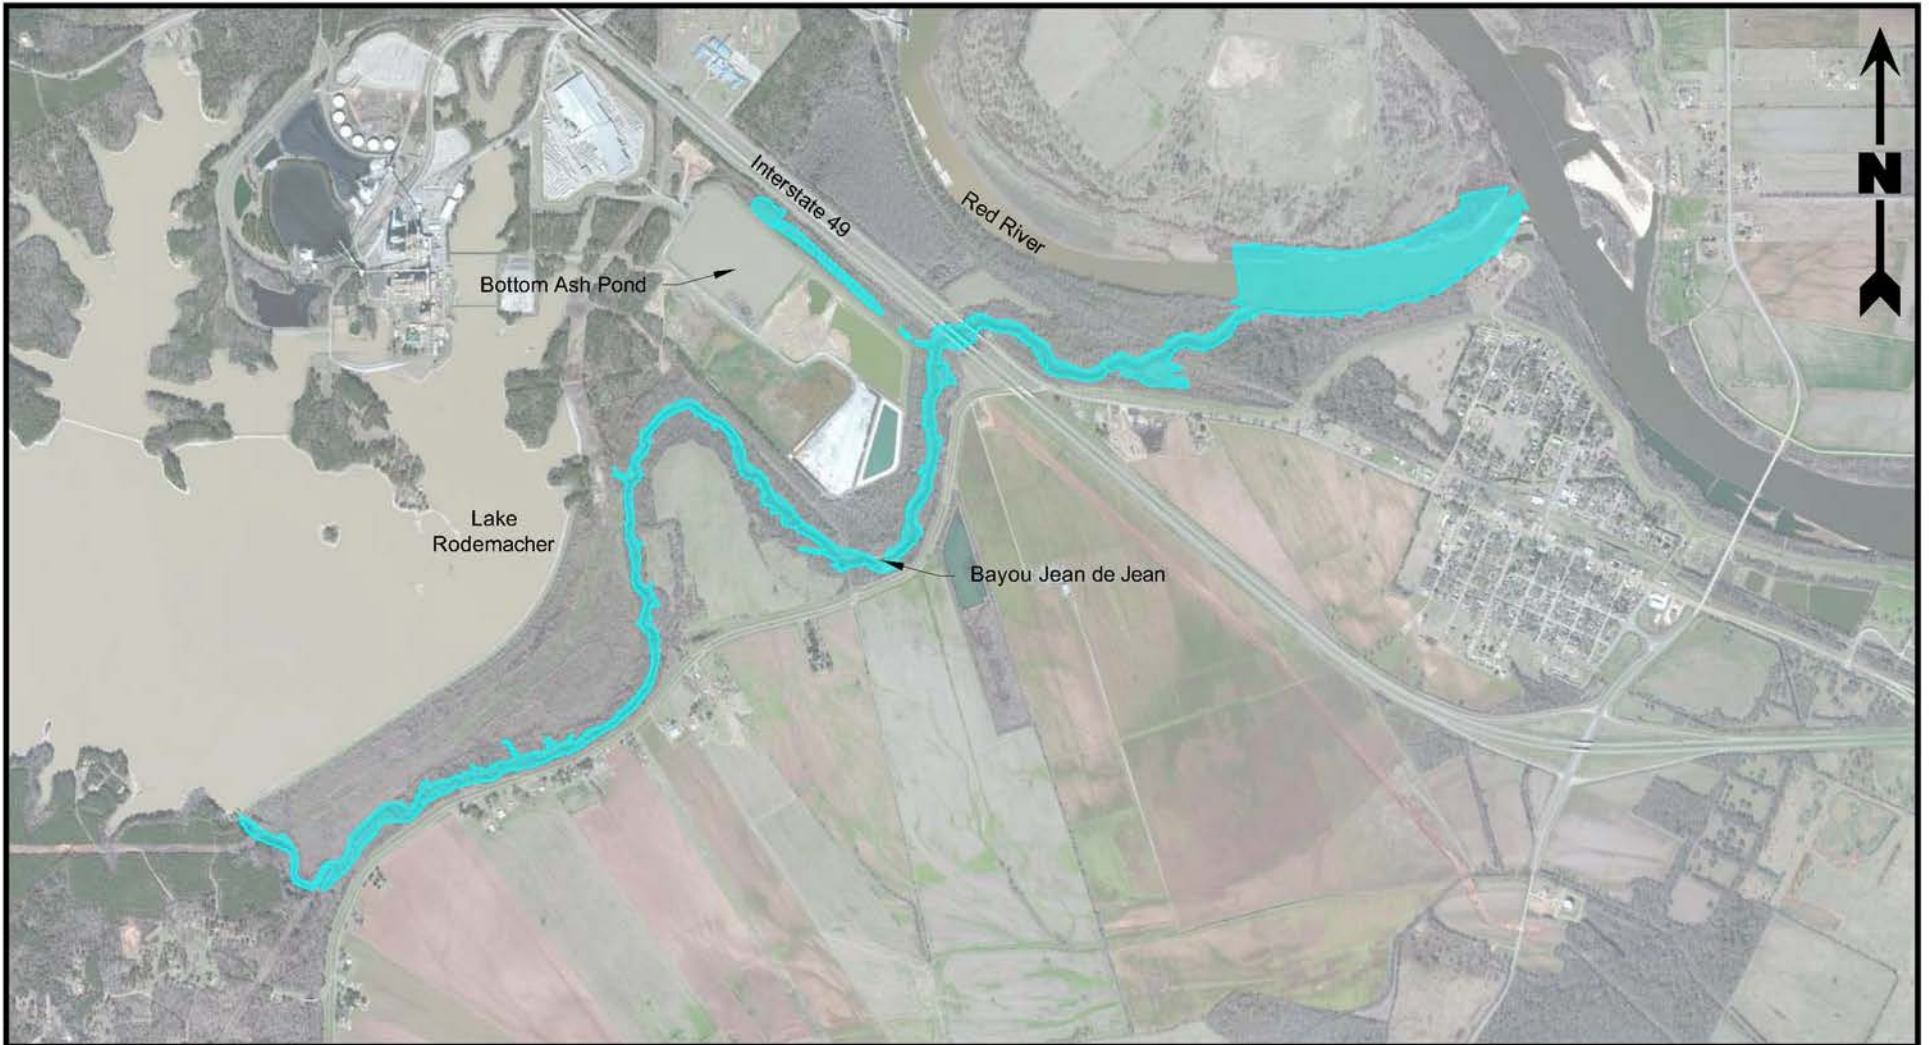 N
Interstate 49
Red River
Bottom Ash Pond
Lake
Rodemacher
Bayou Jean de Jean